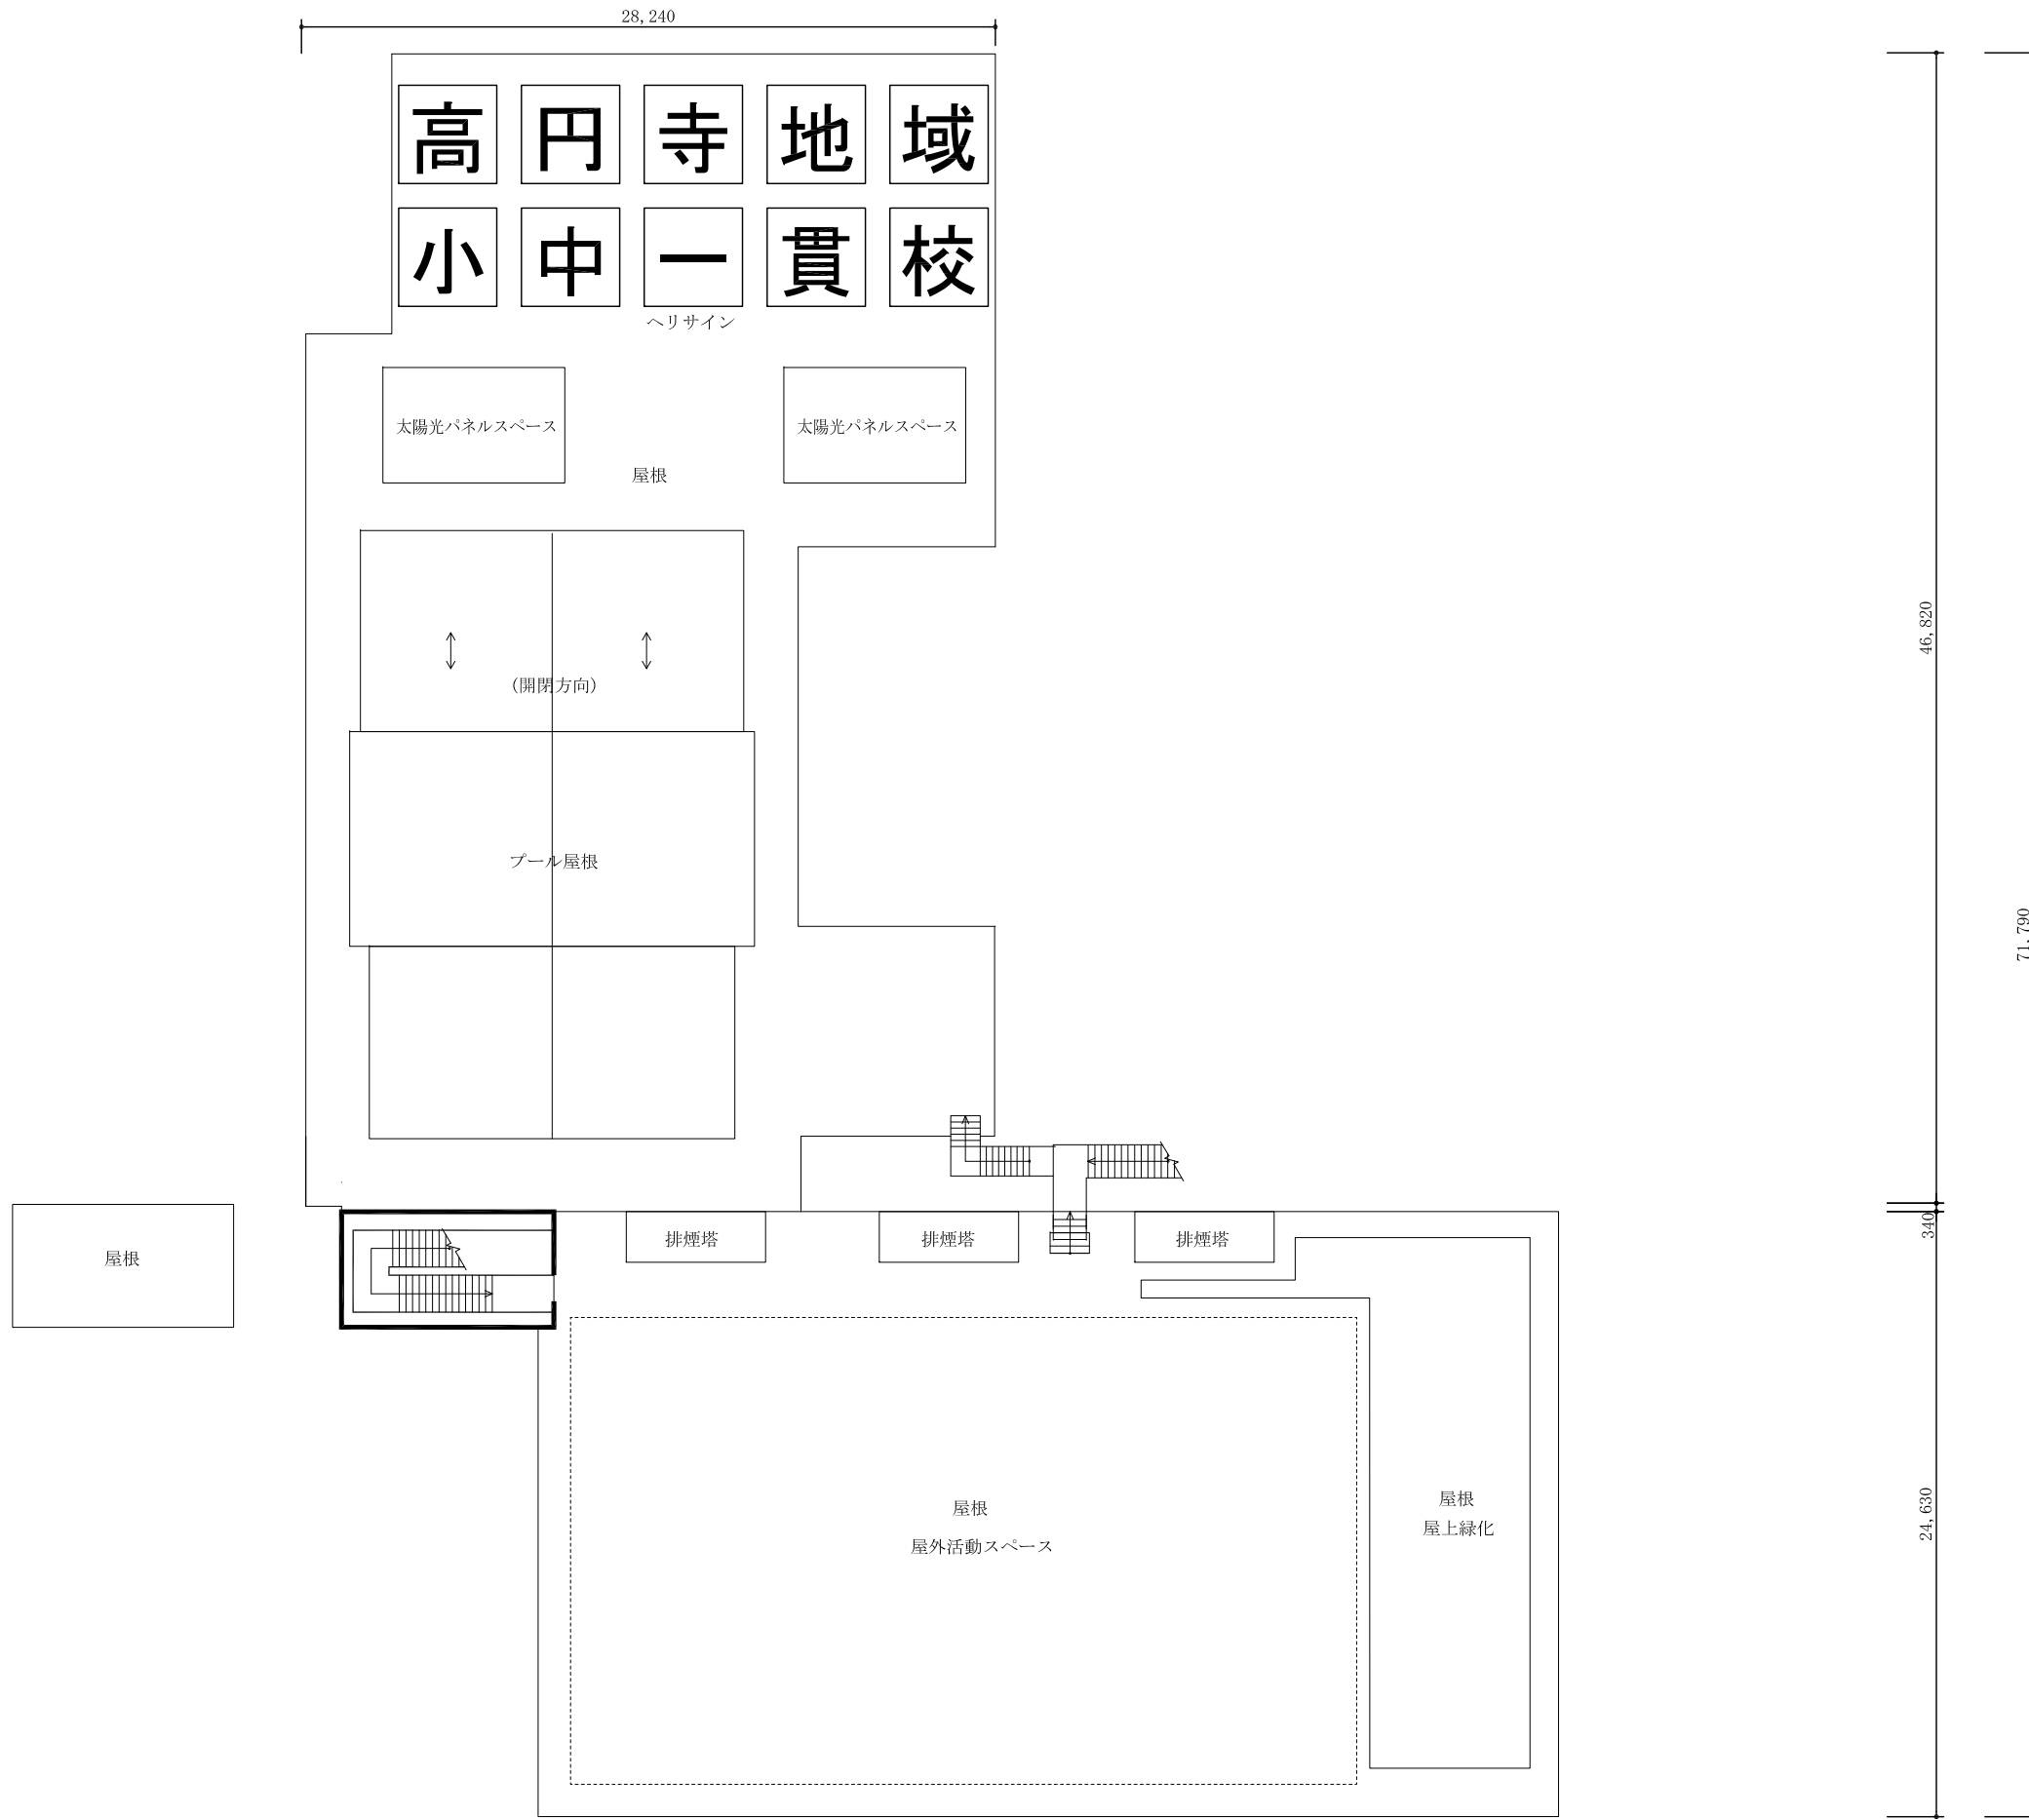 28,240
高円寺地域
小中一貫校
ヘリサイン
太陽光パネルスペース
太陽光パネルスペース
屋根
46,820
(開閉方向)
プール屋根
71,790
屋根
排煙塔
排煙塔
排煙塔
340
屋根
屋外活動スペース
屋根
屋上緑化
24,630